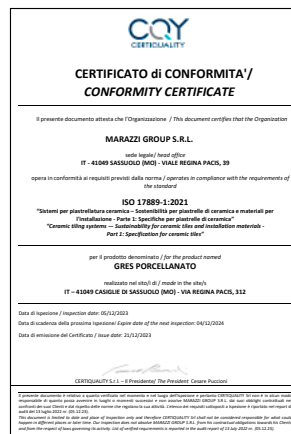 CQY
CERTIQUALITY
CERTIFICATO di CONFORMITA'/
CONFORMITY CERTIFICATE
Il presente documento attesta che l'Organizzazione / This document certifies that the Organization
MARAZZI GROUP S.R.L.
sede legale/ head office
IT - 41049 SASSUOLO (MO) - VIALE REGINA PACIS, 39
opera in conformità ai requisiti previsti dalla norma / operates in compliance with the requirements of
the standard
ISO 17889-1:2021
"Sistemi per piastrellatura ceramica – Sostenibilità per piastrelle di ceramica e materiali per
l'installazione - Parte 1: Specifiche per piastrelle di ceramica"
"Ceramic tiling systems — Sustainability for ceramic tiles and installation materials -
Part 1: Specification for ceramic tiles"
per il prodotto denominato / for the product named
GRES PORCELLANATO
realizzato nel sito/i di / made in the site/s
IT – 41049 CASIGLIE DI SASSUOLO (MO) - VIA REGINA PACIS, 312
Data di Ispezione / Inspection date: 05/12/2023
Data di scadenza della prossima Ispezione/ Expire date of the next inspection: 04/12/2024
Data di emissione del Certificato / Issue date: 21/12/2023
CERTIQUALITY S.r.l. – Il Presidente/ The President Cesare Puccioni